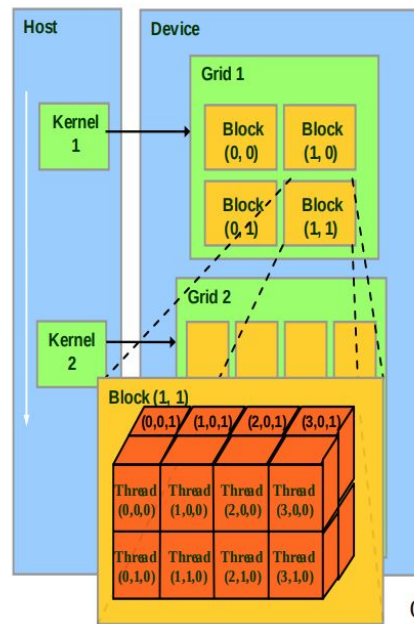 Host
Device
Grid 1
Kernel
1
Block
(0, 0)
Block
(1, 0)
Block
(0, 1)
Block
(1, 1)
Grid 2
Kernel
2
Block (1, 1)
(0,0,1)
(1,0,1)
(2,0,1)
(3,0,1)
Thread
(0,0,0)
Thread
(1,0,0)
Thread
(2,0,0)
Thread
(3,0,0)
Thread
(0,1,0)
Thread
(1,1,0)
Thread
(2,1,0)
Thread
(3,1,0)